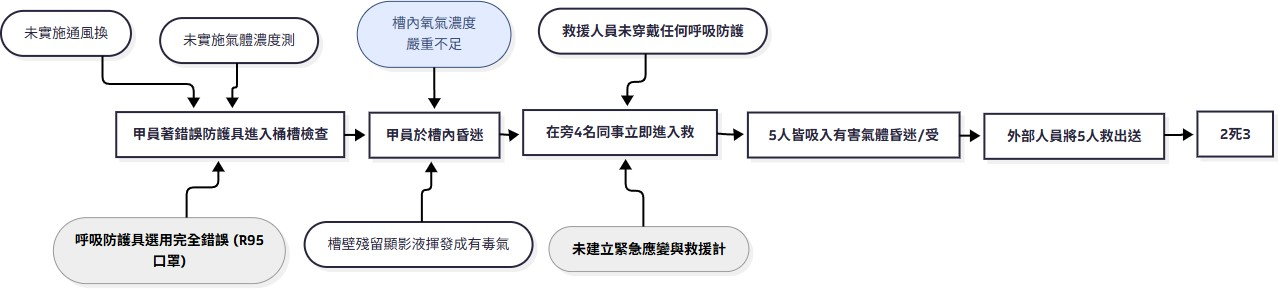 未實施通風換
未實施氣體濃度測
槽內氧氣濃度
嚴重不足
救援人員未穿戴任何呼吸防護
甲員著錯誤防護具進入桶槽檢查
甲員於槽內昏迷
在旁4名同事立即進入救
5人皆吸入有害氣體昏迷/受
外部人員將5人救出送
2死3
呼吸防護具選用完全錯誤 (R95
口罩)
槽壁殘留顯影液揮發成有毒氣
未建立緊急應變與救援計